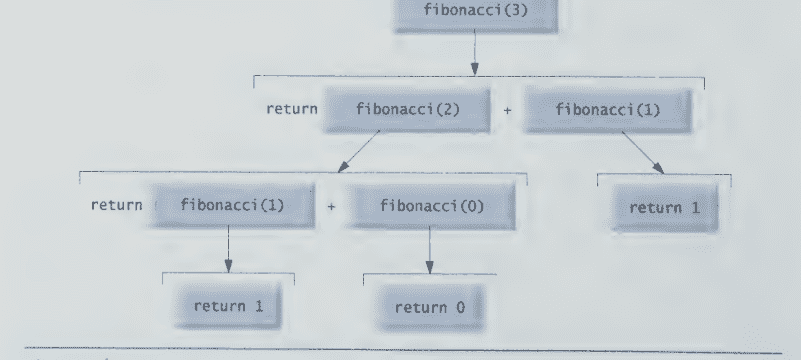 fibonacci(3)
return fibonacci(2) + fibonacci(1)
return fibonacci(1) + fibonacci(0)
return 1
return 1
return 0